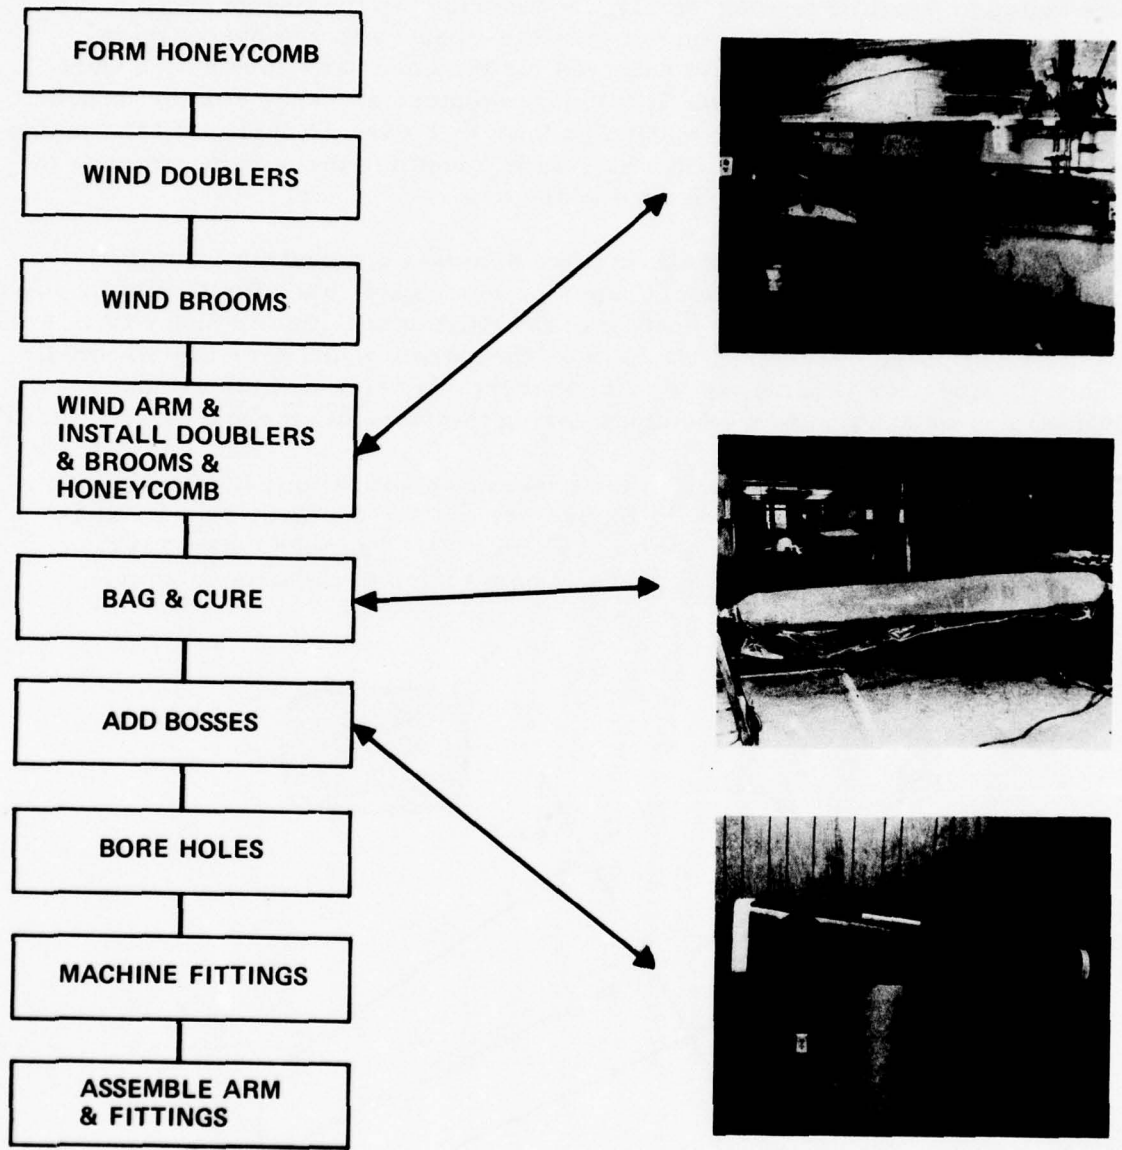 FORM HONEYCOMB
WIND DOUBLERS
WIND BROOMS
WIND ARM &
INSTALL DOUBLERS
& BROOMS &
HONEYCOMB
BAG & CURE
ADD BOSSES
BORE HOLES
MACHINE FITTINGS
ASSEMBLE ARM
& FITTINGS